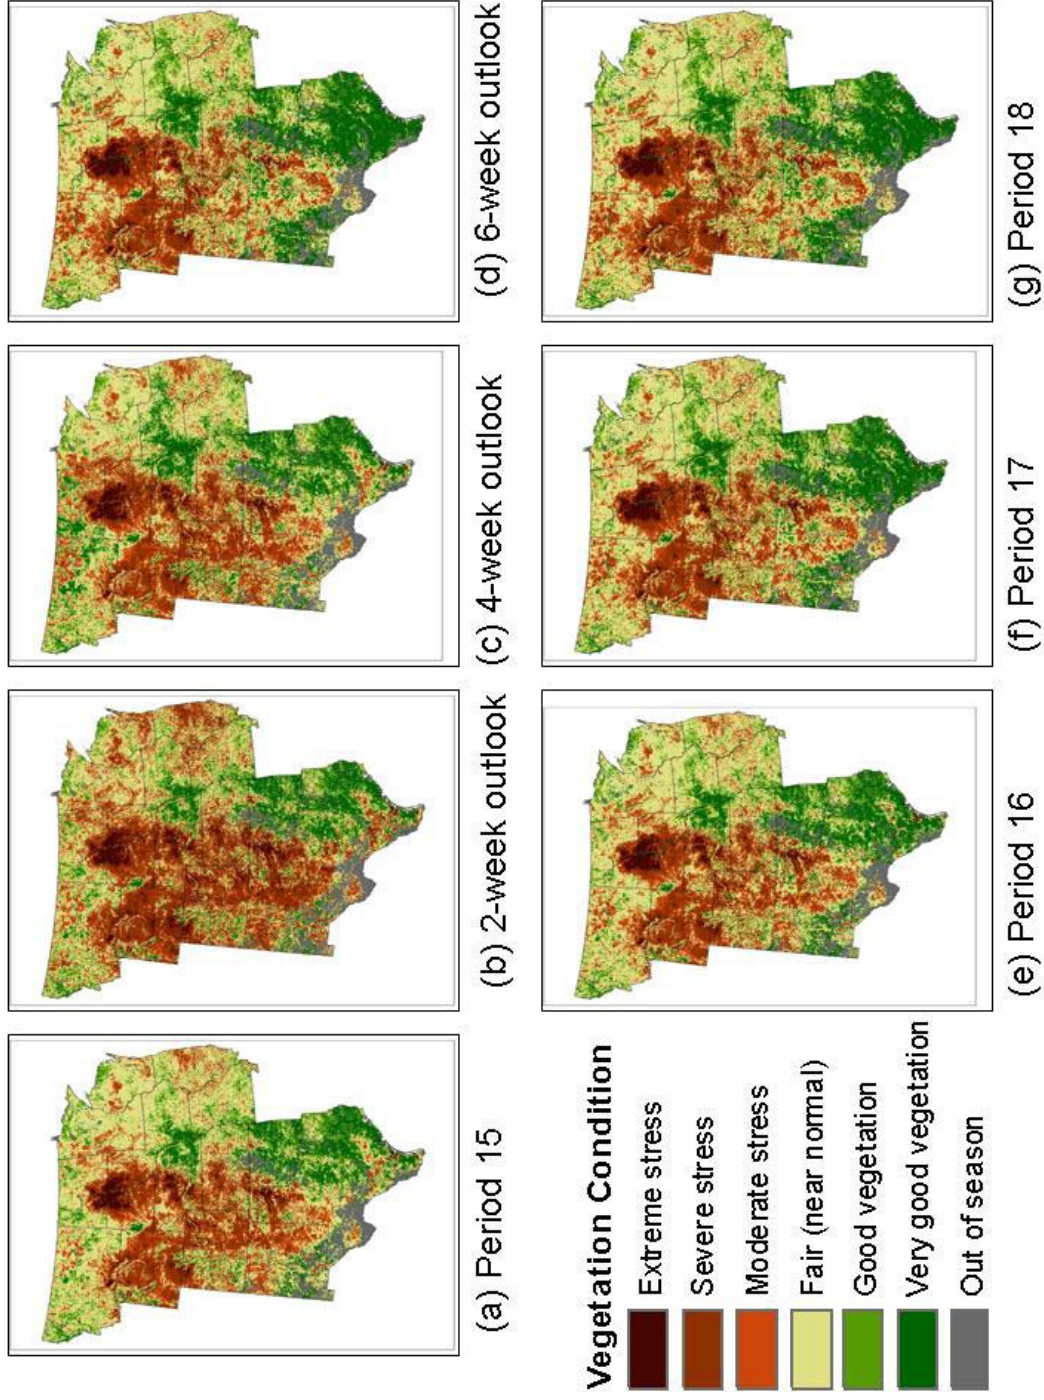 (a) Period 15
(b) 2-week outlook
(c) 4-week outlook
(d) 6-week outlook
Vegetation Condition
Extreme stress
Severe stress
Moderate stress
Fair (near normal)
Good vegetation
Very good vegetation
Out of season
(e) Period 16
(f) Period 17
(g) Period 18